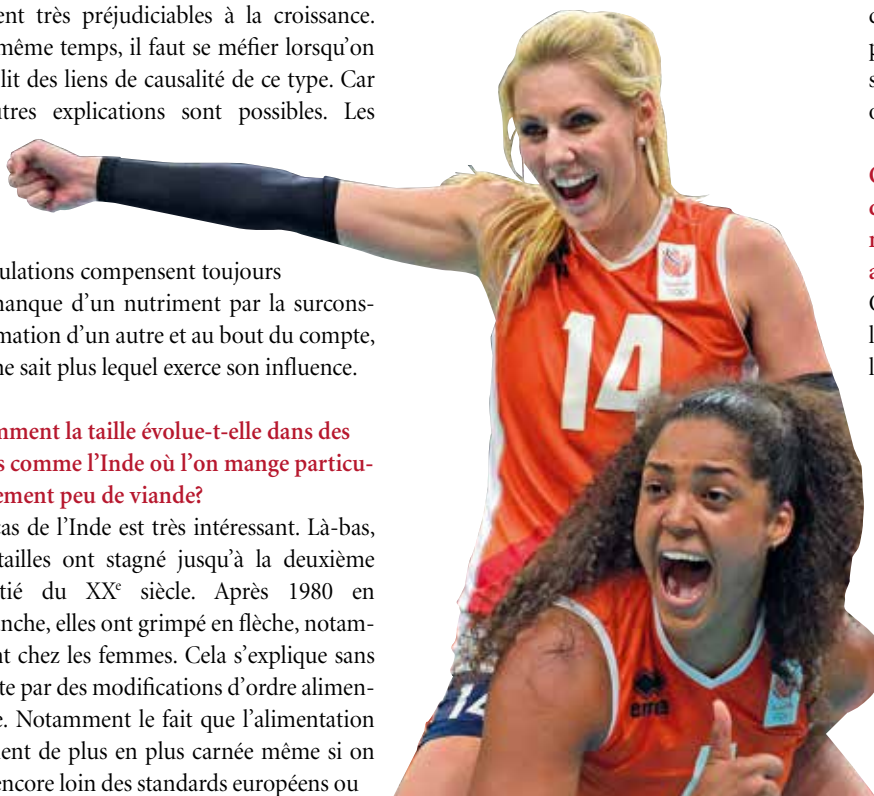 ent très préjudiciables à la croissance.
même temps, il faut se méfier lorsqu'on
lit des liens de causalité de ce type. Car
utres explications sont possibles. Les
ulations compensent toujours
manque d'un nutriment par la surcons-
mation d'un autre et au bout du compte,
ne sait plus lequel exerce son influence.
mment la taille évolue-t-elle dans des
s comme l'Inde où l'on mange particu-
ement peu de viande?
as de l'Inde est très intéressant. Là-bas,
tailles ont stagné jusqu'à la deuxième
tié du XXe siècle. Après 1980 en
nche, elles ont grimpé en flèche, notam-
nt chez les femmes. Cela s'explique sans
te par des modifications d'ordre alimen-
e. Notamment le fait que l'alimentation
ient de plus en plus carnée même si on
encore loin des standards européens ou
14
14
errea